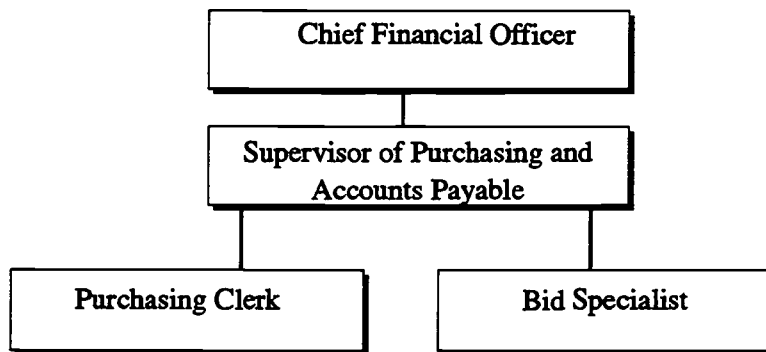 Chief Financial Officer
Supervisor of Purchasing and
Accounts Payable
Purchasing Clerk
Bid Specialist